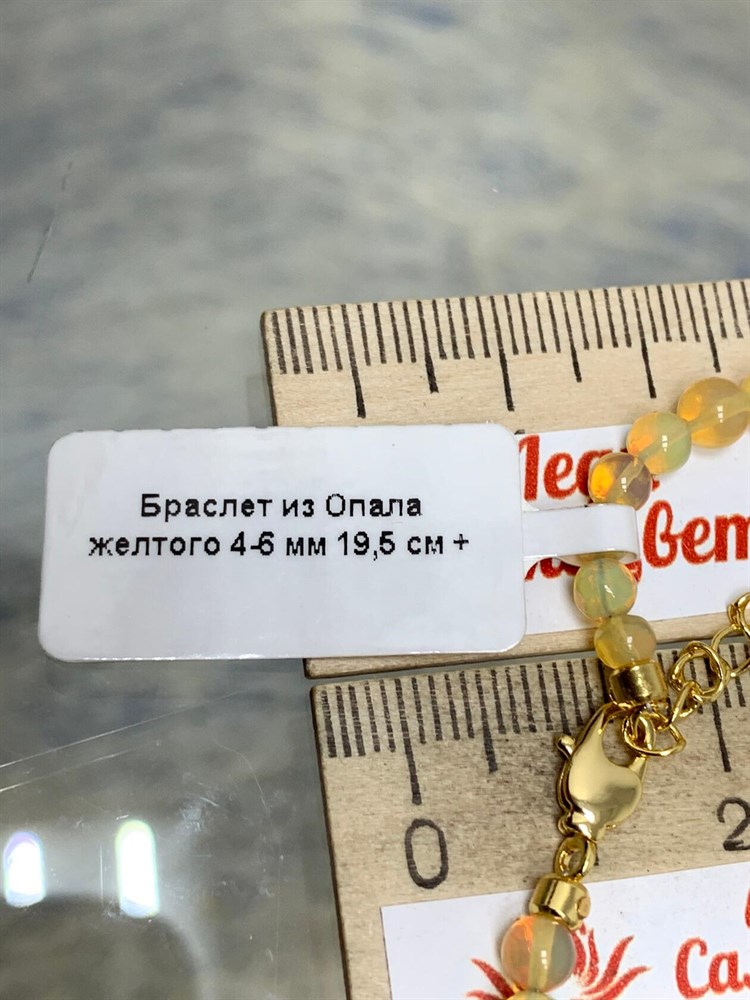 Браслет из Опала
желтого 4-6 мм 19,5 см +
0
2